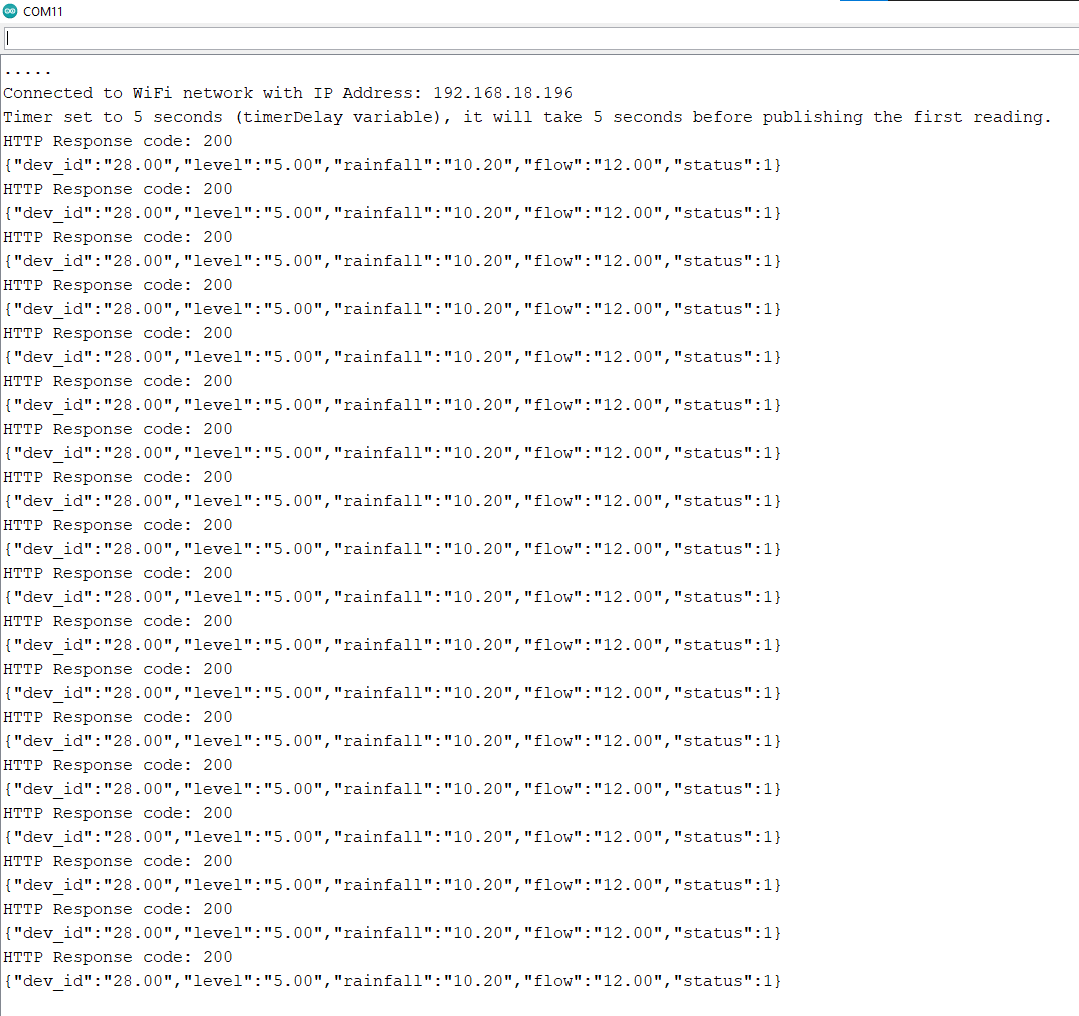 COM11
.....
Connected to WiFi network with IP Address: 192.168.18.196
Timer set to 5 seconds (timerDelay variable), it will take 5 seconds before publishing the first reading.
HTTP Response code: 200
{"dev_id":"28.00","level":"5.00","rainfall":"10.20","flow":"12.00","status":1}
HTTP Response code: 200
{"dev_id":"28.00","level":"5.00","rainfall":"10.20","flow":"12.00","status":1}
HTTP Response code: 200
{"dev_id":"28.00","level":"5.00","rainfall":"10.20","flow":"12.00","status":1}
HTTP Response code: 200
{"dev_id":"28.00","level":"5.00","rainfall":"10.20","flow":"12.00","status":1}
HTTP Response code: 200
{"dev_id":"28.00","level":"5.00","rainfall":"10.20","flow":"12.00","status":1}
HTTP Response code: 200
{"dev_id":"28.00","level":"5.00","rainfall":"10.20","flow":"12.00","status":1}
HTTP Response code: 200
{"dev_id":"28.00","level":"5.00","rainfall":"10.20","flow":"12.00","status":1}
HTTP Response code: 200
{"dev_id":"28.00","level":"5.00","rainfall":"10.20","flow":"12.00","status":1}
HTTP Response code: 200
{"dev_id":"28.00","level":"5.00","rainfall":"10.20","flow":"12.00","status":1}
HTTP Response code: 200
{"dev_id":"28.00","level":"5.00","rainfall":"10.20","flow":"12.00","status":1}
HTTP Response code: 200
{"dev_id":"28.00","level":"5.00","rainfall":"10.20","flow":"12.00","status":1}
HTTP Response code: 200
{"dev_id":"28.00","level":"5.00","rainfall":"10.20","flow":"12.00","status":1}
HTTP Response code: 200
{"dev_id":"28.00","level":"5.00","rainfall":"10.20","flow":"12.00","status":1}
HTTP Response code: 200
{"dev_id":"28.00","level":"5.00","rainfall":"10.20","flow":"12.00","status":1}
HTTP Response code: 200
{"dev_id":"28.00","level":"5.00","rainfall":"10.20","flow":"12.00","status":1}
HTTP Response code: 200
{"dev_id":"28.00","level":"5.00","rainfall":"10.20","flow":"12.00","status":1}
HTTP Response code: 200
{"dev_id":"28.00","level":"5.00","rainfall":"10.20","flow":"12.00","status":1}
HTTP Response code: 200
{"dev_id":"28.00","level":"5.00","rainfall":"10.20","flow":"12.00","status":1}